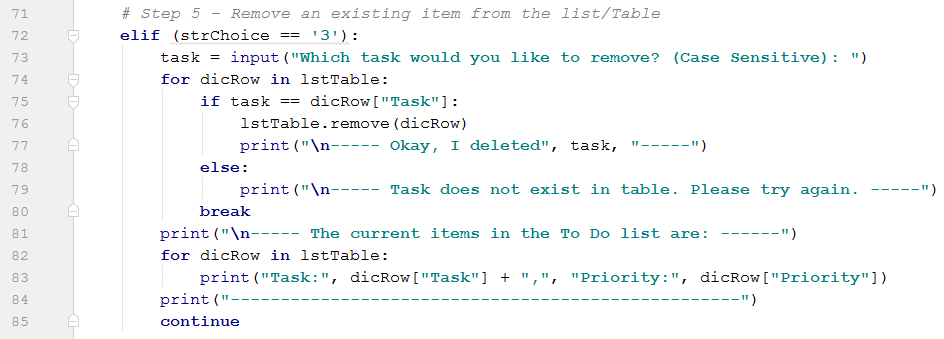 71 # Step 5 - Remove an existing item from the list/Table
72 elif (strChoice == '3'):
73 task = input("Which task would you like to remove? (Case Sensitive): ")
74 for dicRow in lstTable:
75 if task == dicRow["Task"]:
76 lstTable.remove(dicRow)
77 print("\n----- Okay, I deleted", task, "-----")
78 else:
79 print("\n----- Task does not exist in table. Please try again. -----")
80 break
81 print("\n----- The current items in the To Do list are: ------")
82 for dicRow in lstTable:
83 print("Task:", dicRow["Task"] + ",", "Priority:", dicRow["Priority"])
84 print("---------------------------------------------------")
85 continue